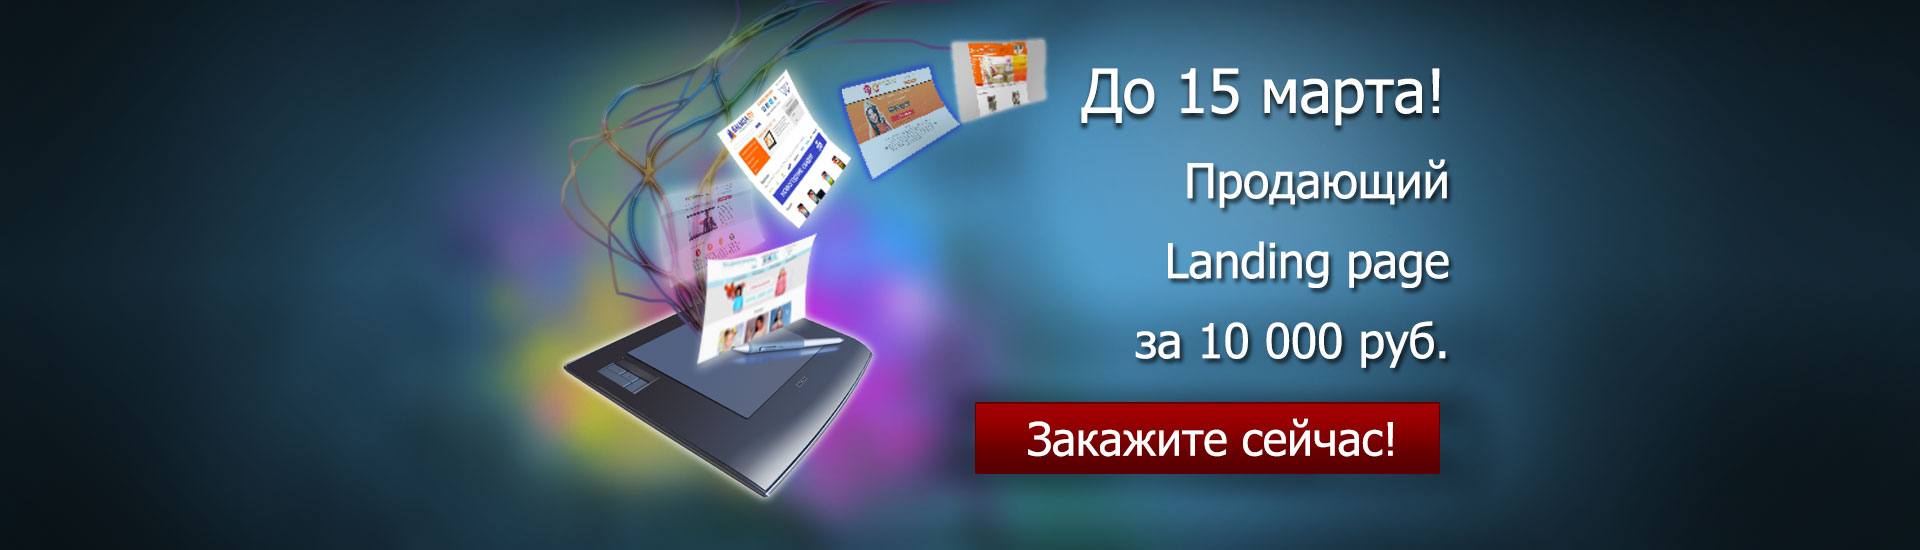 До 15 марта!
Продающий
Landing page
за 10 000 руб.
Закажите сейчас!